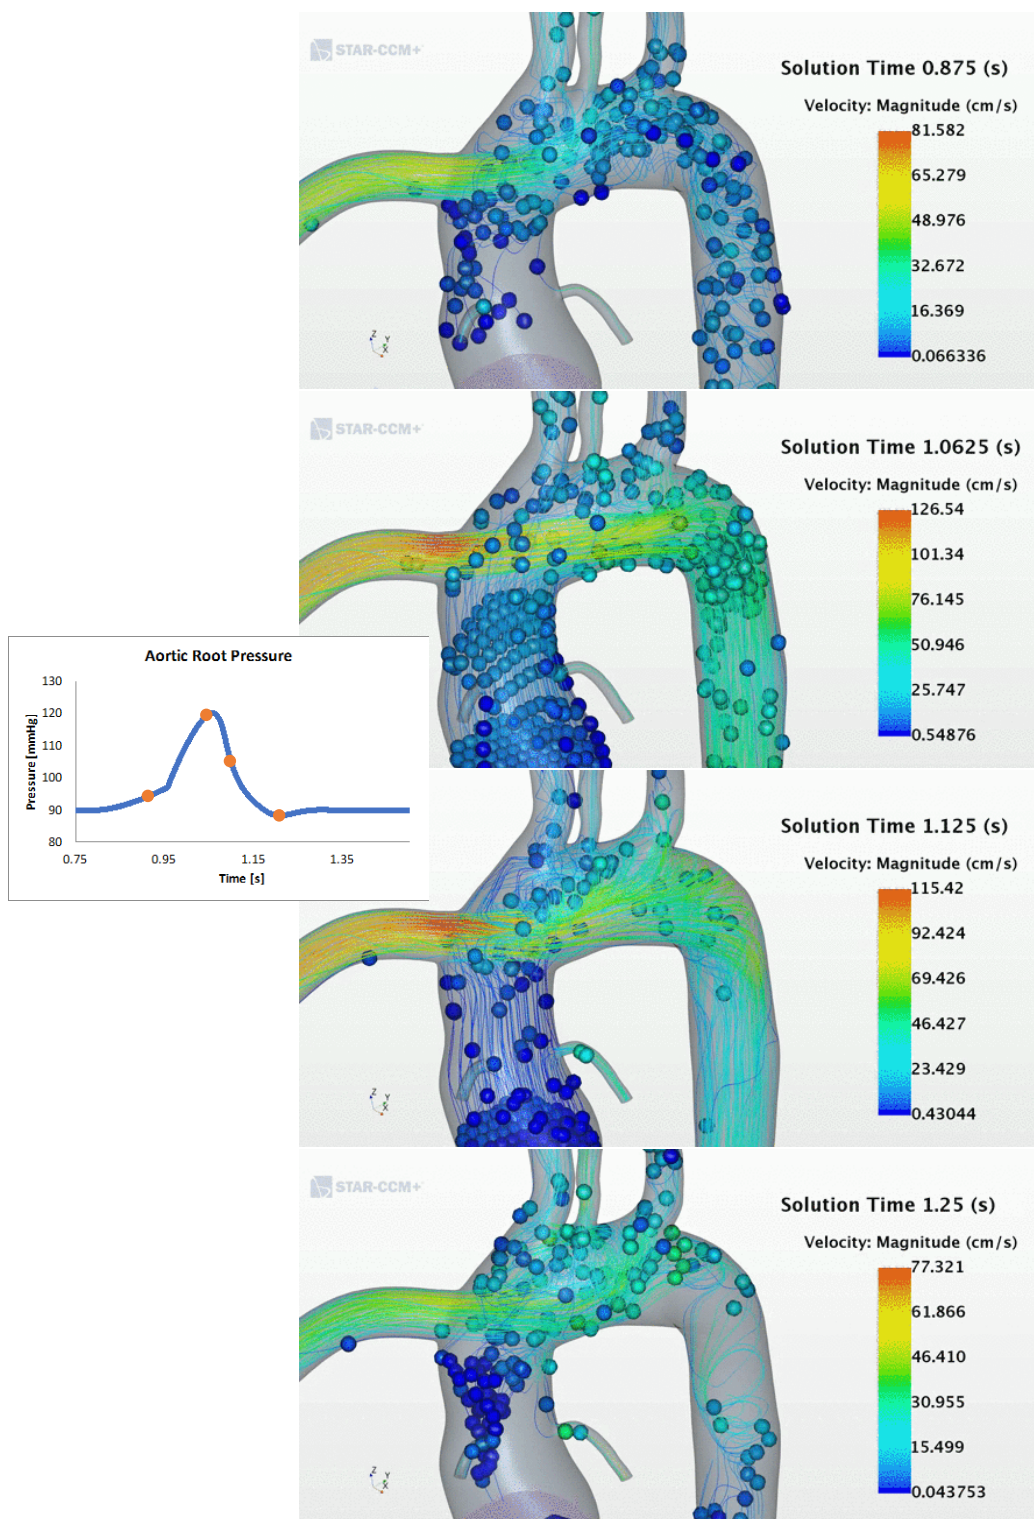 STAR-CCM+
Solution Time 0.875 (s)
Velocity: Magnitude (cm/s)
81.582
65.279
48.976
32.672
16.369
0.066336
Z
Y
X
STAR-CCM+
Solution Time 1.0625 (s)
Velocity: Magnitude (cm/s)
126.54
101.34
76.145
50.946
25.747
0.54876
Aortic Root Pressure
Pressure [mmHg]
130
120
110
100
90
80
0.75
0.95
1.15
1.35
Time [s]
Solution Time 1.125 (s)
Velocity: Magnitude (cm/s)
115.42
92.424
69.426
46.427
23.429
0.43044
Z
Y
X
STAR-CCM+
Solution Time 1.25 (s)
Velocity: Magnitude (cm/s)
77.321
61.866
46.410
30.955
15.499
0.043753
Z
Y
X